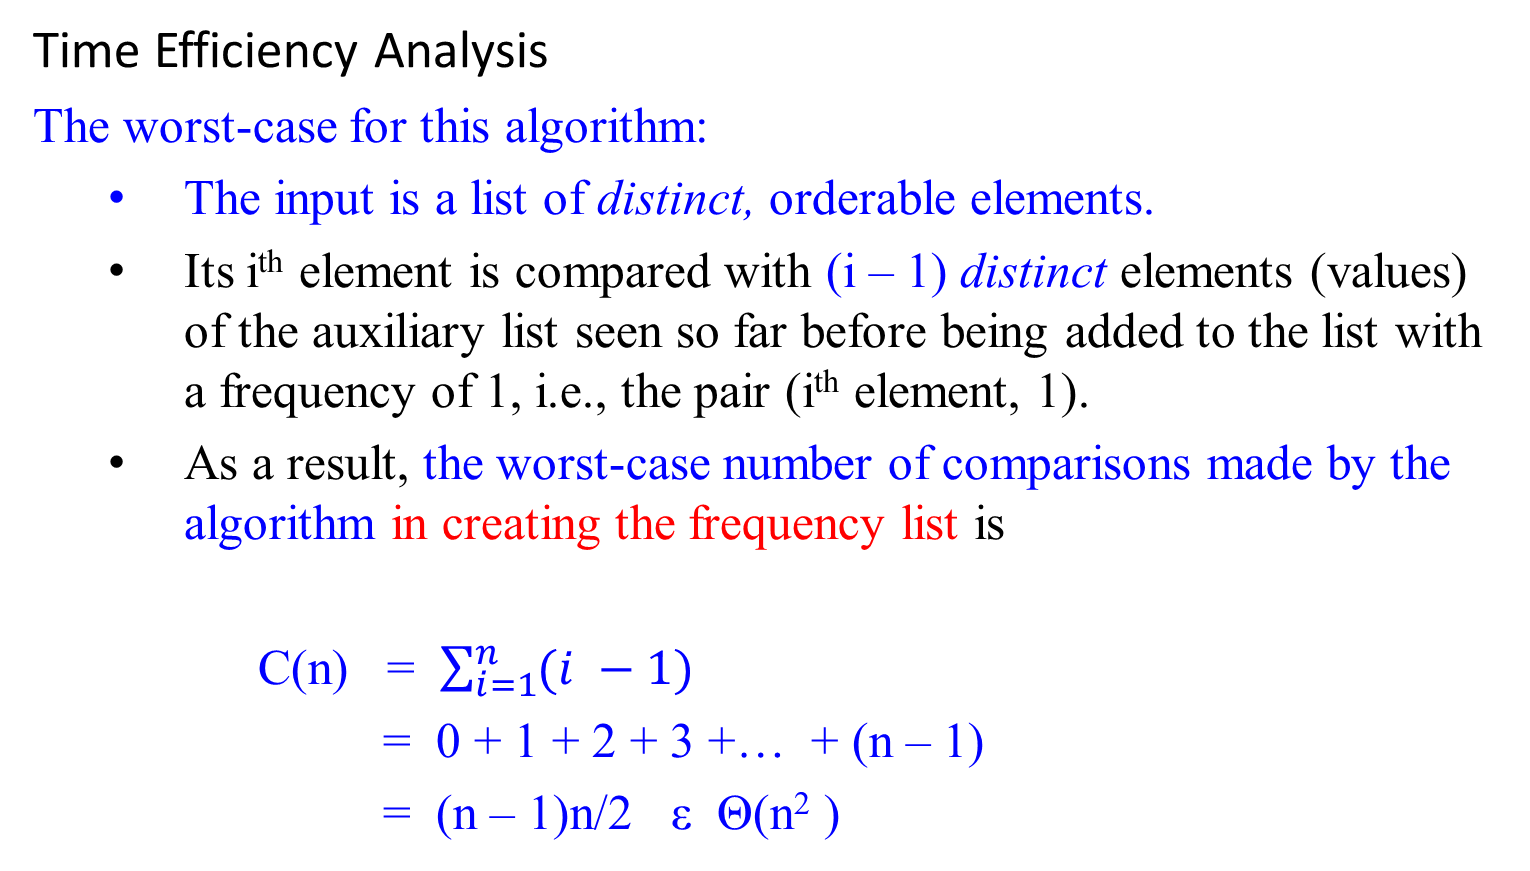 Time Efficiency Analysis
The worst-case for this algorithm:
• The input is a list of distinct, orderable elements.
• Its iᵗʰ element is compared with (i – 1) distinct elements (values)
of the auxiliary list seen so far before being added to the list with
a frequency of 1, i.e., the pair (iᵗʰ element, 1).
• As a result, the worst-case number of comparisons made by the
algorithm in creating the frequency list is
C(n) = ∑ⁿᵢ₌₁(i − 1)
= 0 + 1 + 2 + 3 +… + (n – 1)
= (n – 1)n/2 ε Θ(n² )